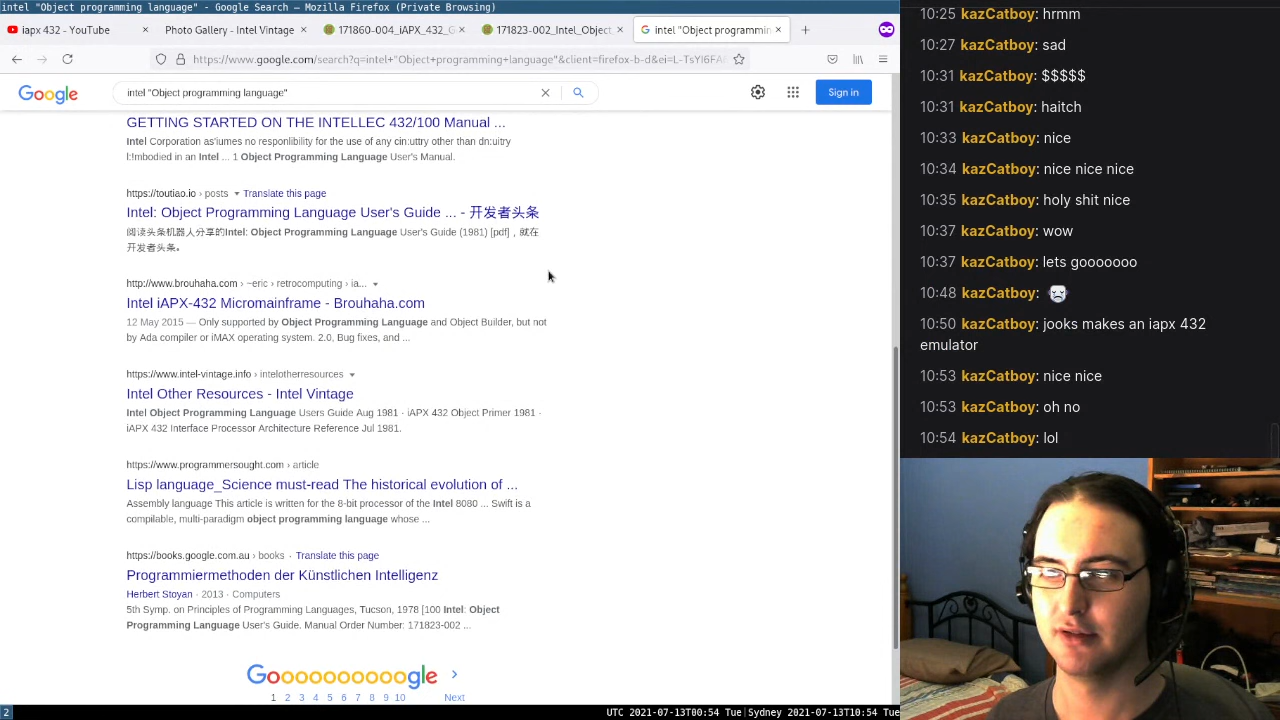 intel "Object programming language" - Google Search — Mozilla Firefox (Private Browsing)
iapx 432 - YouTube
Photo Gallery - Intel Vintage
171860-004_iAPX_432_G
171823-002_Intel_Object
intel "Object programmin
https://www.google.com/search?q=intel+"Object+programming+language"&client=firefox-b-d&ei=L-TsYI6FA
Google
intel "Object programming language"
Sign in
GETTING STARTED ON THE INTELLEC 432/100 Manual ...
Intel Corporation as'iumes no responlibility for the use of any cin:uttry other than dn:uitry
l:!mbodied in an Intel ... 1 Object Programming Language User's Manual.
https://toutiao.io › posts Translate this page
Intel: Object Programming Language User's Guide ... - 开发者头条
阅读头条机器人分享的Intel: Object Programming Language User's Guide (1981) [pdf]，就在
开发者头条。
http://www.brouhaha.com › ~eric › retrocomputing › ia...
Intel iAPX-432 Micromainframe - Brouhaha.com
12 May 2015 — Only supported by Object Programming Language and Object Builder, but not
by Ada compiler or iMAX operating system. 2.0, Bug fixes, and ...
https://www.intel-vintage.info › intelotherresources
Intel Other Resources - Intel Vintage
Intel Object Programming Language Users Guide Aug 1981 · iAPX 432 Object Primer 1981 ·
iAPX 432 Interface Processor Architecture Reference Jul 1981.
https://www.programmersought.com › article
Lisp language_Science must-read The historical evolution of ...
Assembly language This article is written for the 8-bit processor of the Intel 8080 ... Swift is a
compilable, multi-paradigm object programming language whose ...
https://books.google.com.au › books · Translate this page
Programmiermethoden der Künstlichen Intelligenz
Herbert Stoyan · 2013 · Computers
5th Symp. on Principles of Programming Languages, Tucson, 1978 [100 Intel: Object
Programming Language User's Guide. Manual Order Number: 171823-002 ...
Goooooooooogle
1 2 3 4 5 6 7 8 9 10 Next
2 UTC 2021-07-13T00:54 Tue|Sydney 2021-07-13T10:54 Tue
10:25 kazCatboy: hrmm
10:27 kazCatboy: sad
10:31 kazCatboy: $$$$$
10:31 kazCatboy: haitch
10:33 kazCatboy: nice
10:34 kazCatboy: nice nice nice
10:35 kazCatboy: holy shit nice
10:37 kazCatboy: wow
10:37 kazCatboy: lets gooooooo
10:48 kazCatboy:
10:50 kazCatboy: jooks makes an iapx 432
emulator
10:53 kazCatboy: nice nice
10:53 kazCatboy: oh no
10:54 kazCatboy: lol